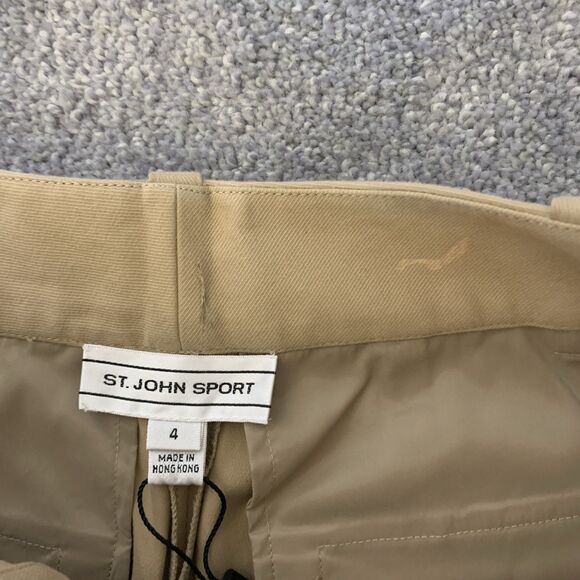 ST. JOHN SPORT
4
MADE IN
HONG KONG